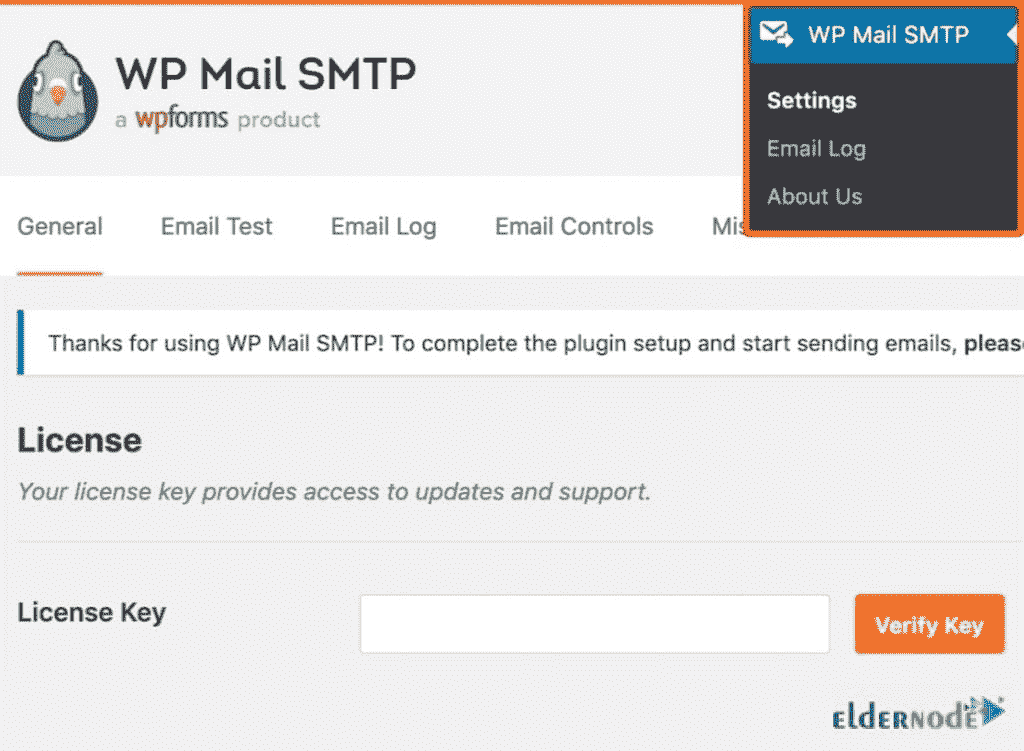 WP Mail SMTP
a wpforms product
WP Mail SMTP
Settings
Email Log
About Us
General Email Test Email Log Email Controls
Thanks for using WP Mail SMTP! To complete the plugin setup and start sending emails,
License
Your license key provides access to updates and support.
License Key
Verify Key
ELDERNODE